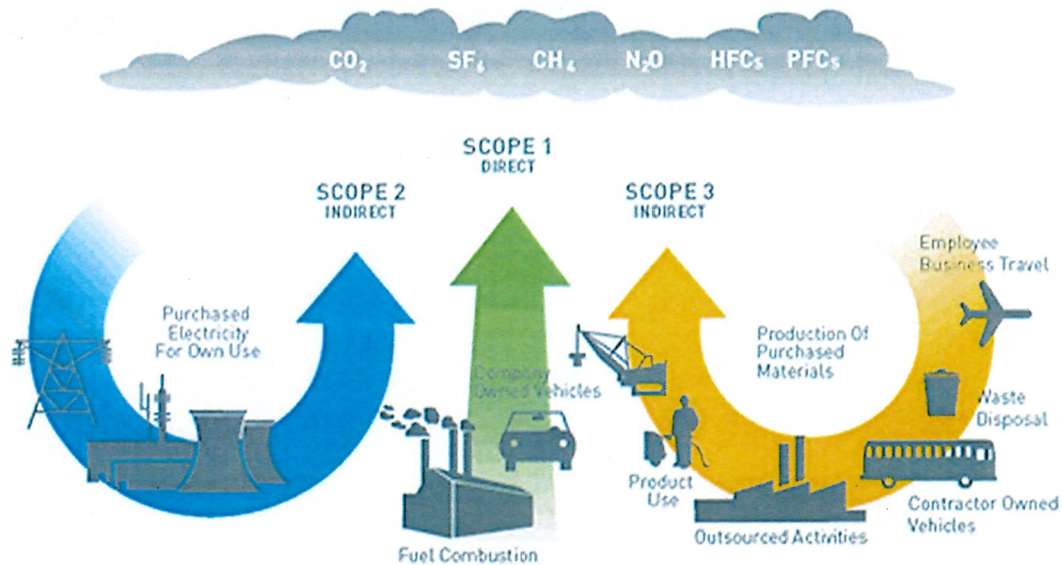 CO₂ SF₆ CH₄ N₂O HFCs PFCs
SCOPE 1
DIRECT
SCOPE 2
INDIRECT
SCOPE 3
INDIRECT
Purchased
Electricity
For Own Use
Company
Owned Vehicles
Fuel Combustion
Production Of
Purchased
Materials
Employee
Business Travel
Waste
Disposal
Product
Use
Contractor Owned
Vehicles
Outsourced Activities